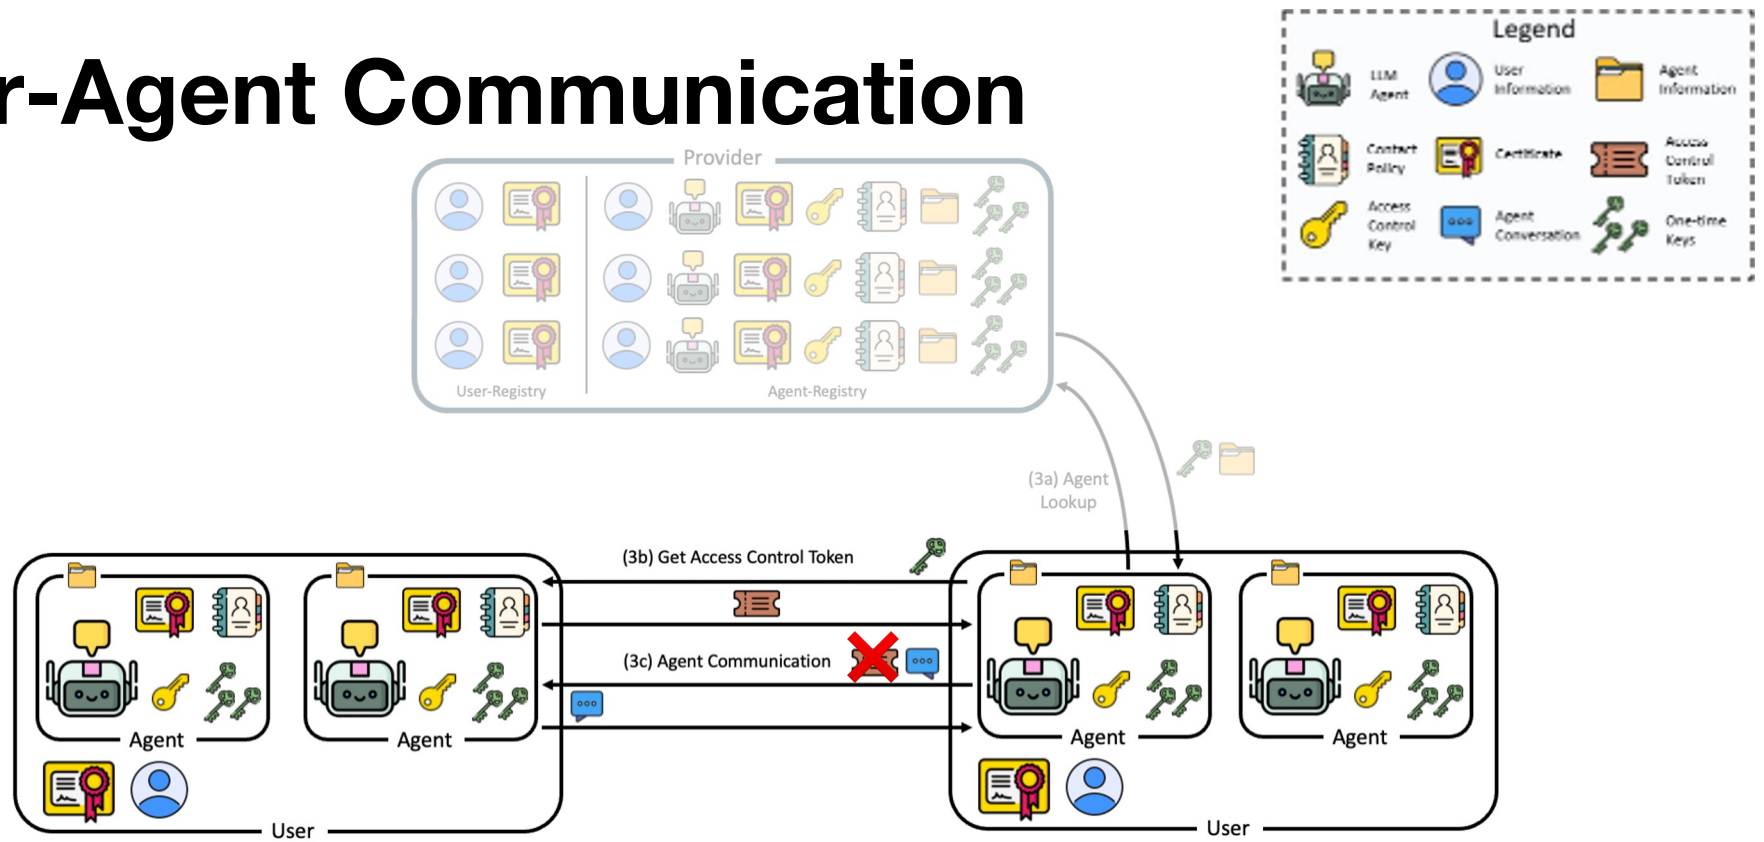 r-Agent Communication
Legend
LLM
Agent
User
Information
Agent
Information
Contact
Policy
Certificate
Access
Control
Token
Access
Control
Key
Agent
Conversation
One-time
Keys
Provider
User-Registry
Agent-Registry
(3a) Agent
Lookup
(3b) Get Access Control Token
(3c) Agent Communication
Agent
Agent
Agent
Agent
User
User